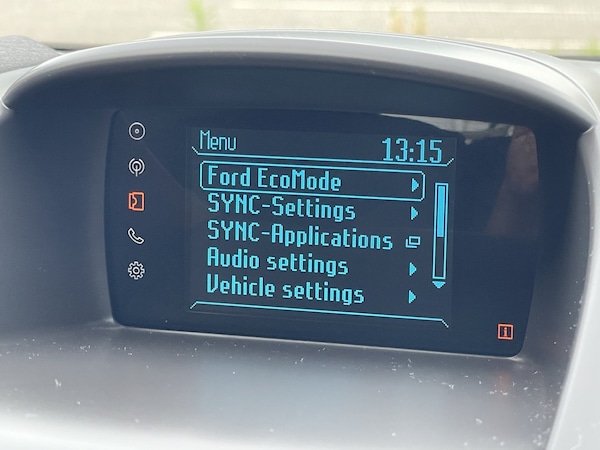 Menu 13:15
Ford EcoMode
SYNC-Settings
SYNC-Applications
Audio settings
Vehicle settings
i